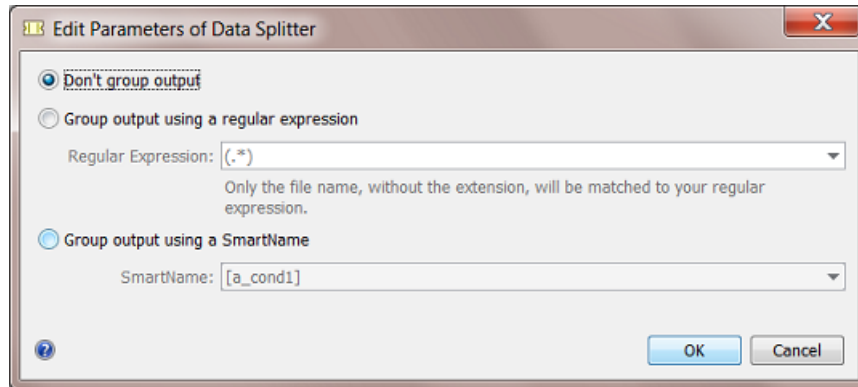 Edit Parameters of Data Splitter
Don't group output
Group output using a regular expression
Regular Expression: (.*)
Only the file name, without the extension, will be matched to your regular
expression.
Group output using a SmartName
SmartName: [a_cond1]
OK Cancel